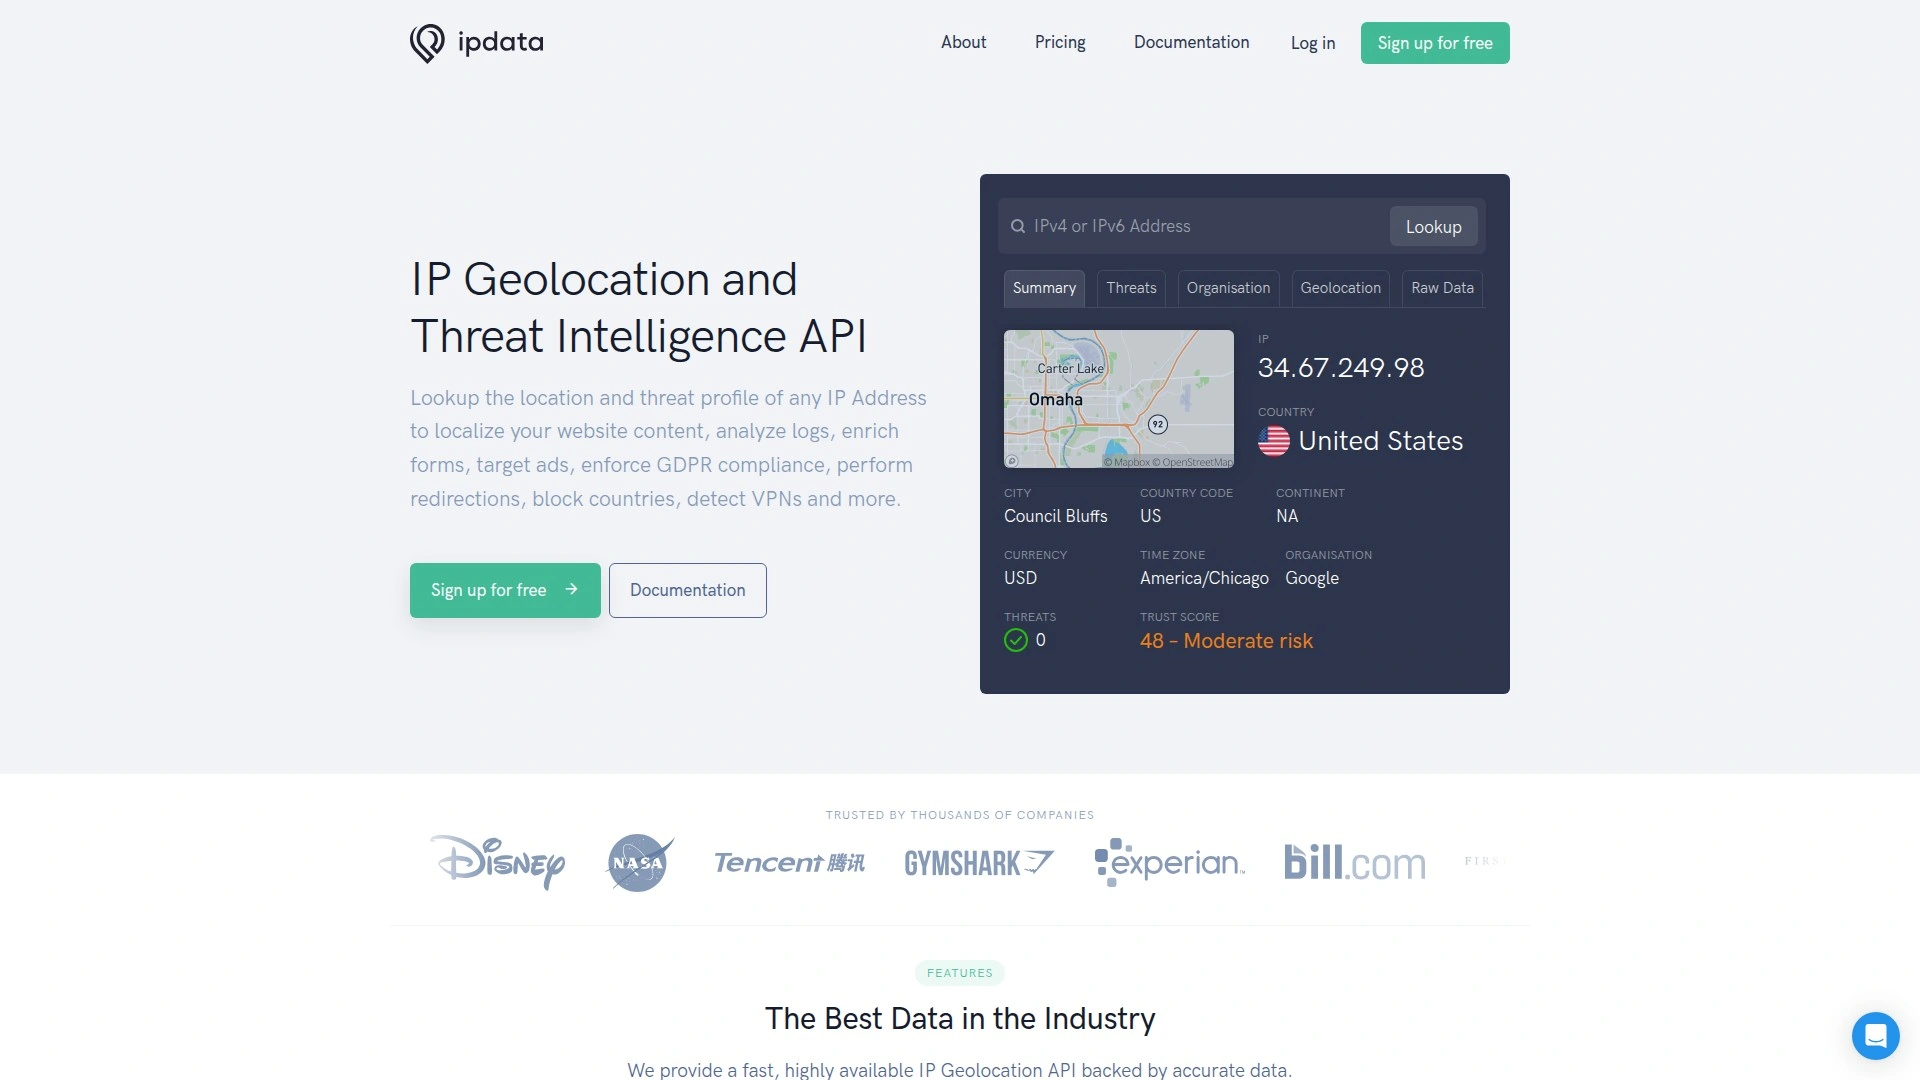 ipdata
About
Pricing
Documentation
Log in
Sign up for free
IP Geolocation and
Threat Intelligence API
Lookup the location and threat profile of any IP Address
to localize your website content, analyze logs, enrich
forms, target ads, enforce GDPR compliance, perform
redirections, block countries, detect VPNs and more.
Sign up for free
Documentation
IPv4 or IPv6 Address
Lookup
Summary
Threats
Organisation
Geolocation
Raw Data
Carter Lake
Omaha
92
© Mapbox © OpenStreetMap
IP
34.67.249.98
COUNTRY
United States
CITY
Council Bluffs
COUNTRY CODE
US
CONTINENT
NA
CURRENCY
USD
TIME ZONE
America/Chicago
ORGANISATION
Google
THREATS
0
TRUST SCORE
48 – Moderate risk
TRUSTED BY THOUSANDS OF COMPANIES
Disney
NASA
Tencent 腾讯
GYMSHARK
experian
bill.com
FIRS
FEATURES
The Best Data in the Industry
We provide a fast, highly available IP Geolocation API backed by accurate data.